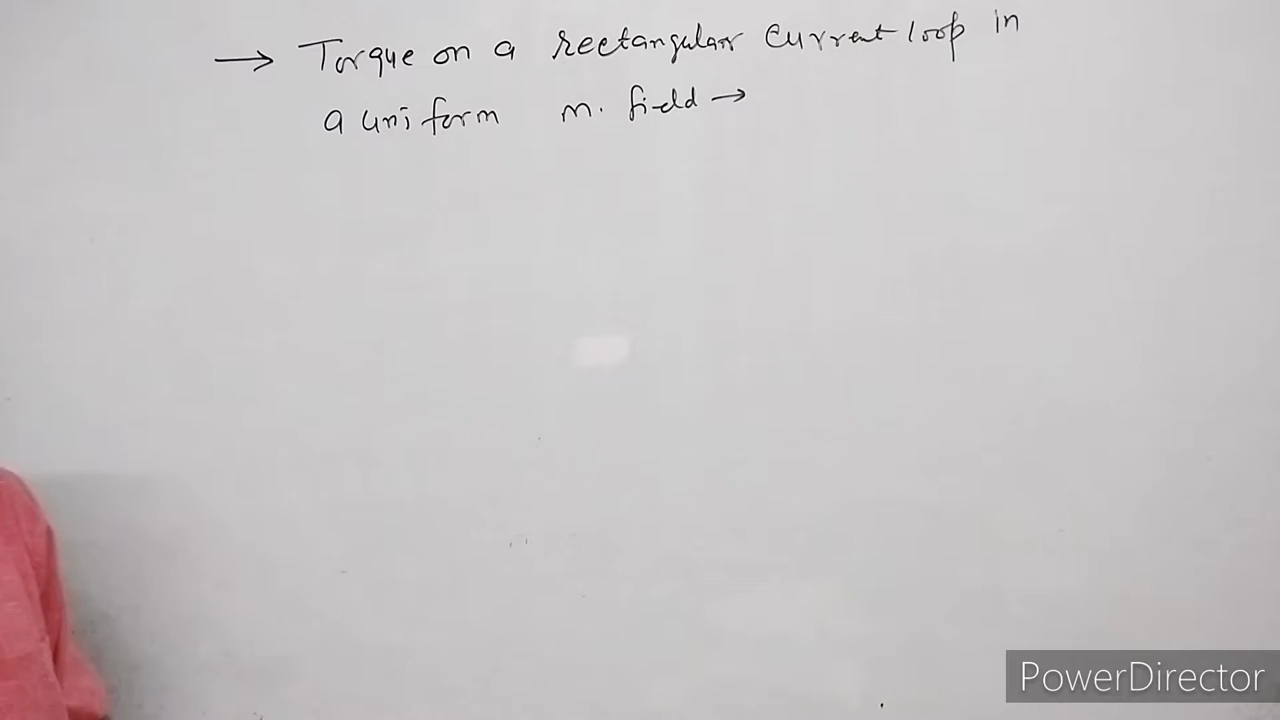 → Torque on a rectangular current loop in
a uniform m. field →
PowerDirector